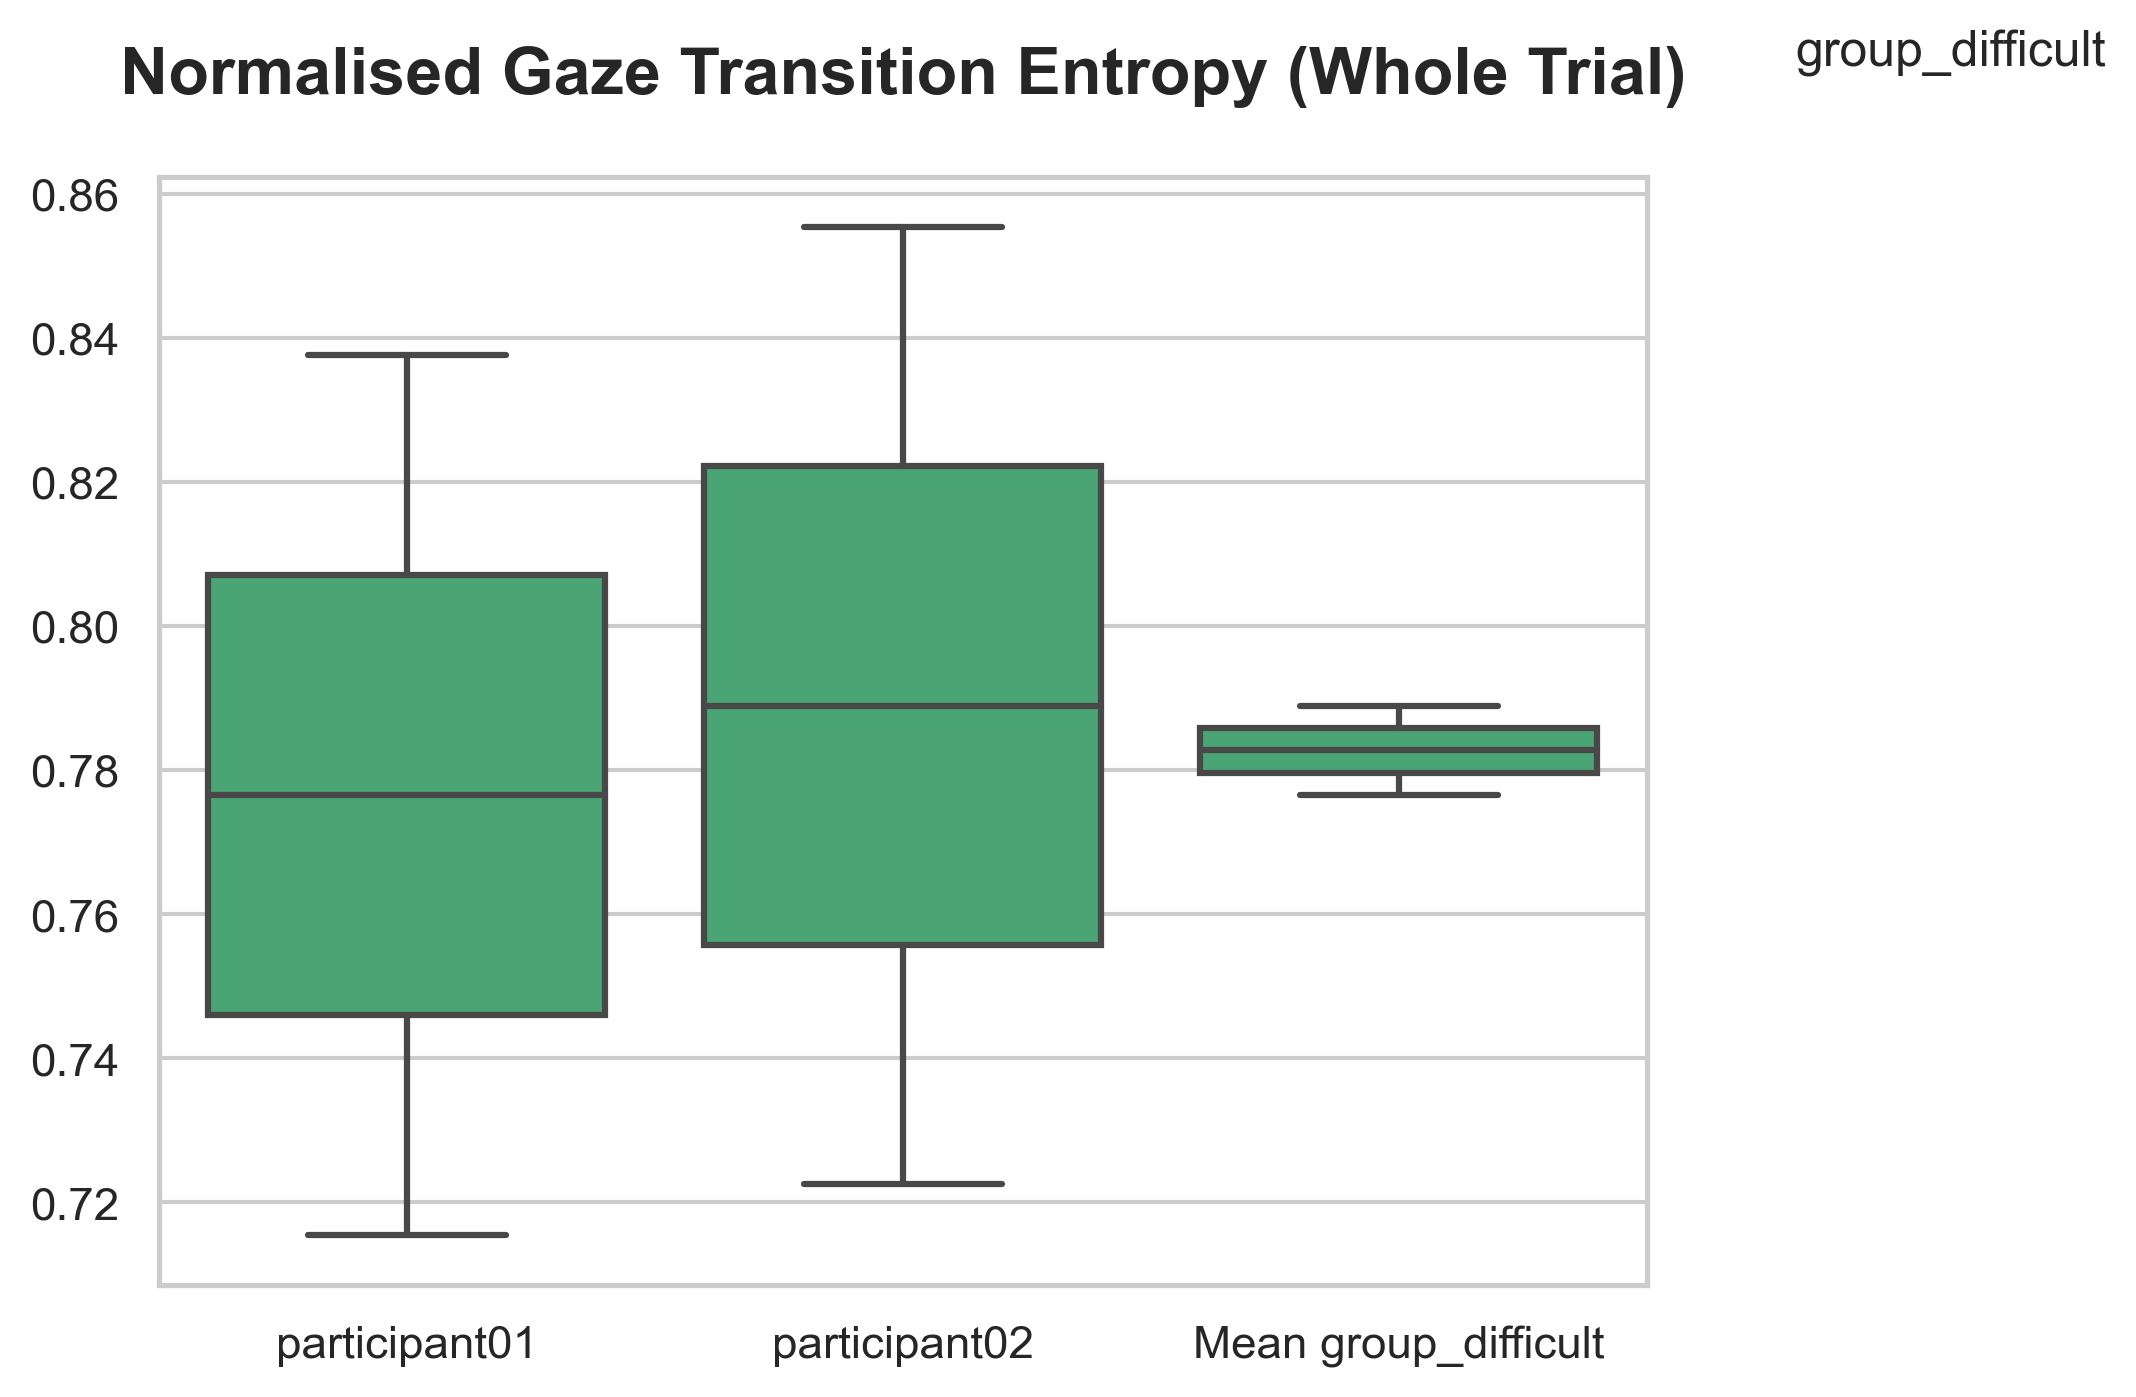 Normalised Gaze Transition Entropy (Whole Trial)
group_difficult
0.86
0.84
0.82
0.80
0.78
0.76
0.74
0.72
participant01
participant02
Mean group_difficult